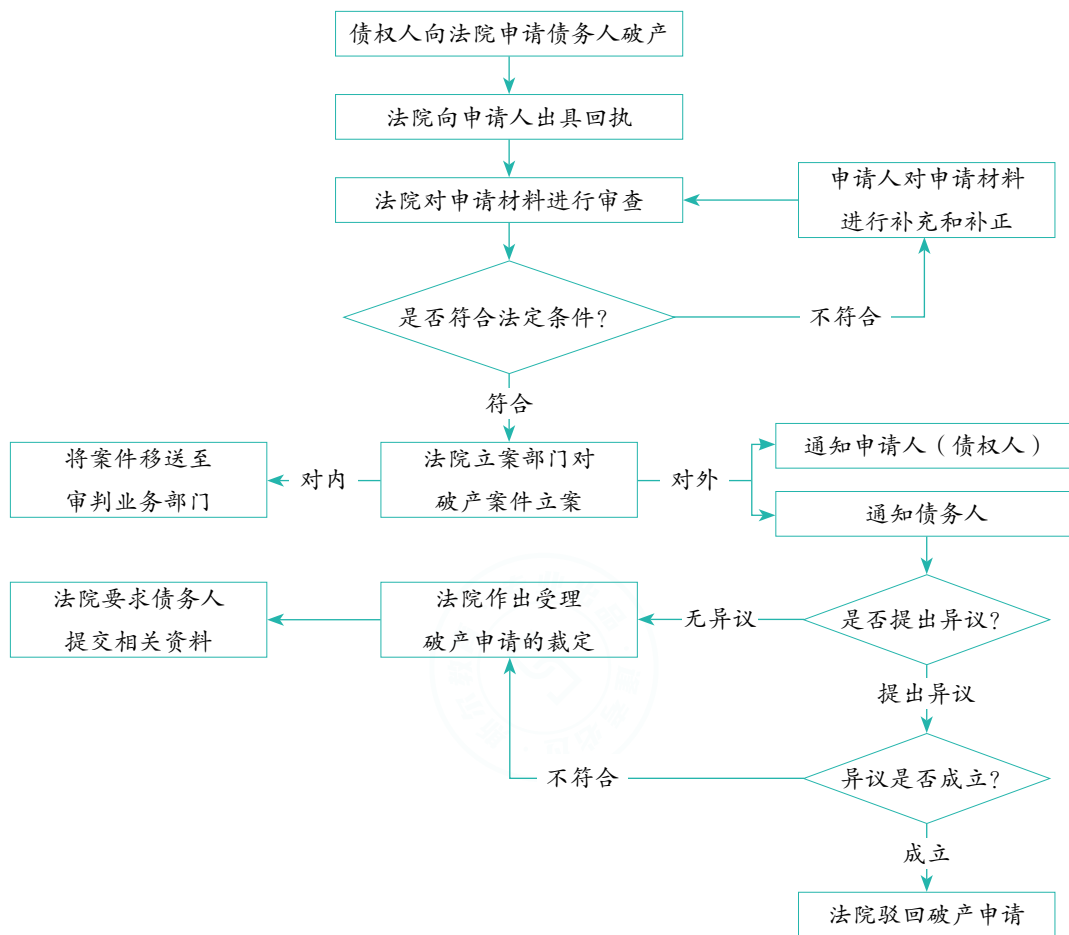 债权人向法院申请债务人破产
法院向申请人出具回执
法院对申请材料进行审查
申请人对申请材料
进行补充和补正
是否符合法定条件?
不符合
符合
将案件移送至
审判业务部门
对内
法院立案部门对
破产案件立案
对外
通知申请人（债权人）
通知债务人
法院要求债务人
提交相关资料
法院作出受理
破产申请的裁定
无异议
是否提出异议?
提出异议
不符合
异议是否成立?
成立
法院驳回破产申请